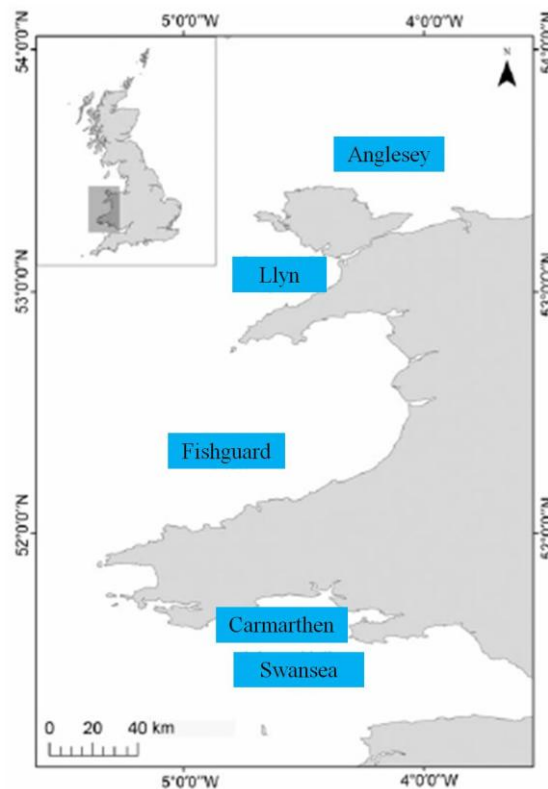 5°0'0"W 4°0'0"W
54°0'0"N 54°0'0"N
N
Anglesey
Llyn
53°0'0"N 53°0'0"N
Fishguard
52°0'0"N 52°0'0"N
Carmarthen
Swansea
0 20 40 km
5°0'0"W 4°0'0"W